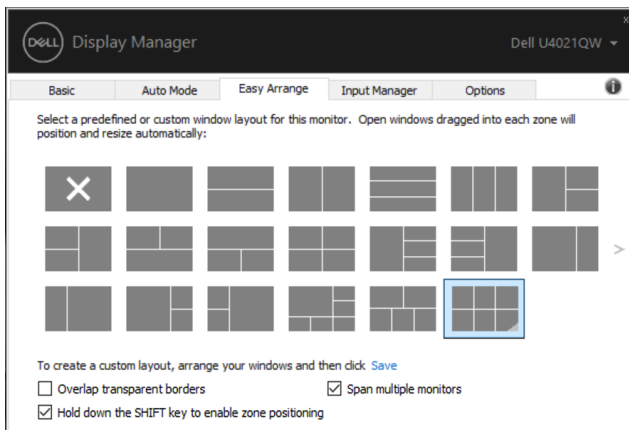 x
DELL Display Manager Dell U4021QW
Basic Auto Mode Easy Arrange Input Manager Options i
Select a predefined or custom window layout for this monitor. Open windows dragged into each zone will
position and resize automatically:
>
To create a custom layout, arrange your windows and then click Save
Overlap transparent borders Span multiple monitors
Hold down the SHIFT key to enable zone positioning